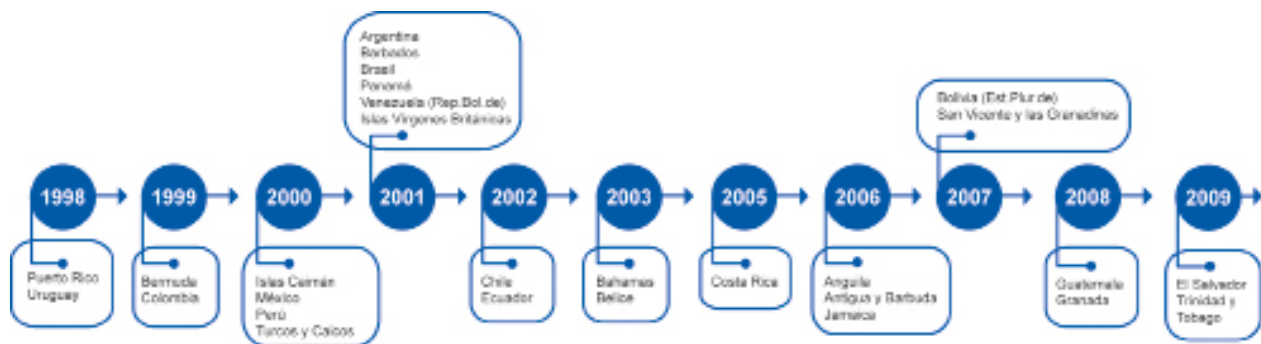 Argentina
Barbados
Brasil
Panamá
Venezuela (Rep.Bol.de)
Islas Vírgenes Británicas
Bolivia (Est.Plur.de)
San Vicente y las Granadinas
1998
1999
2000
2001
2002
2003
2005
2006
2007
2008
2009
Puerto Rico
Uruguay
Bermuda
Colombia
Islas Caimán
México
Perú
Turcos y Caicos
Chile
Ecuador
Bahamas
Belice
Costa Rica
Anguila
Antigua y Barbuda
Jamaica
Guatemala
Granada
El Salvador
Trinidad y
Tobago